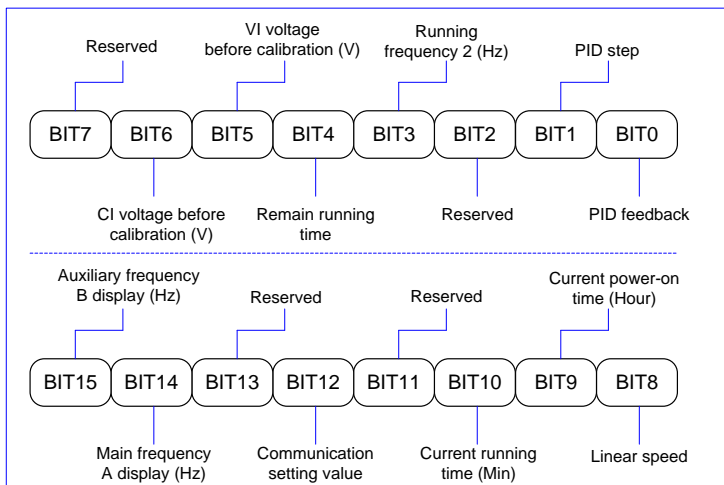 Reserved
VI voltage
before calibration (V)
Running
frequency 2 (Hz)
PID step
BIT7 BIT6 BIT5 BIT4 BIT3 BIT2 BIT1 BIT0
CI voltage before
calibration (V)
Remain running
time
Reserved
PID feedback
Auxiliary frequency
B display (Hz)
Reserved
Reserved
Current power-on
time (Hour)
BIT15 BIT14 BIT13 BIT12 BIT11 BIT10 BIT9 BIT8
Main frequency
A display (Hz)
Communication
setting value
Current running
time (Min)
Linear speed